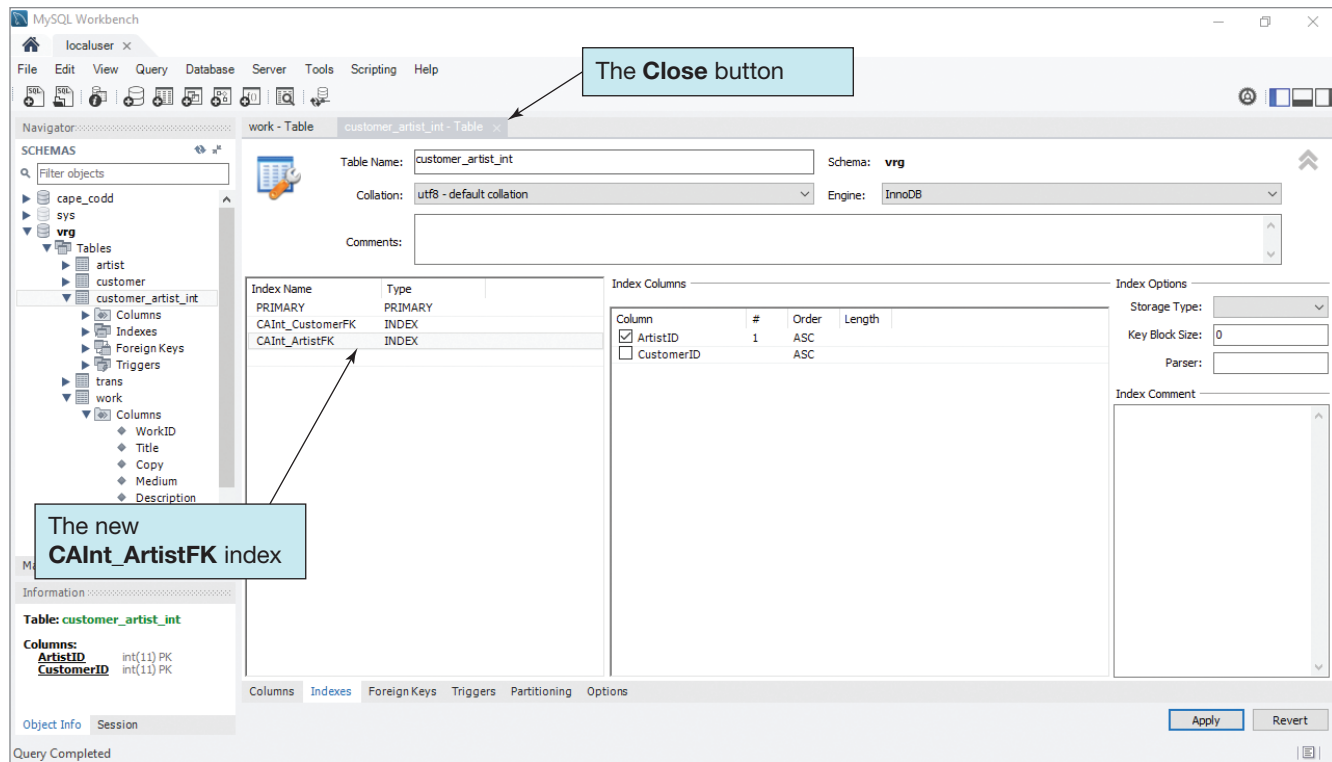 MySQL Workbench
localuser
File Edit View Query Database Server Tools Scripting Help
The Close button
Navigator
SCHEMAS
Filter objects
cape_codd
sys
vrg
Tables
artist
customer
customer_artist_int
Columns
Indexes
Foreign Keys
Triggers
trans
work
Columns
WorkID
Title
Copy
Medium
Description
The new
CAInt_ArtistFK index
Information
Table: customer_artist_int
Columns:
ArtistID int(11) PK
CustomerID int(11) PK
Object Info Session
Query Completed
work - Table customer_artist_int - Table
Table Name: customer_artist_int Schema: vrg
Collation: utf8 - default collation Engine: InnoDB
Comments:
Index Name Type
PRIMARY PRIMARY
CAInt_CustomerFK INDEX
CAInt_ArtistFK INDEX
Index Columns
Column # Order Length
ArtistID 1 ASC
CustomerID ASC
Index Options
Storage Type:
Key Block Size: 0
Parser:
Index Comment
Columns Indexes Foreign Keys Triggers Partitioning Options
Apply Revert